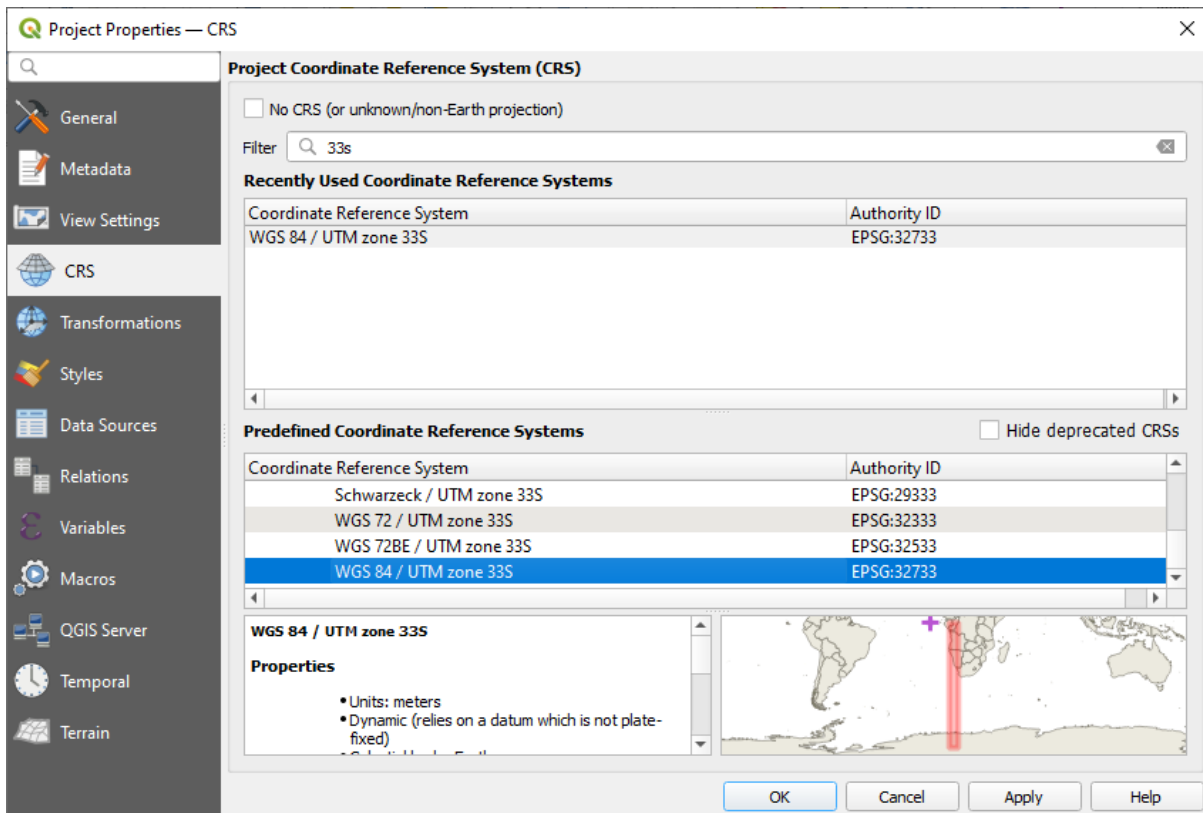 Project Properties — CRS
General
Metadata
View Settings
CRS
Transformations
Styles
Data Sources
Relations
Variables
Macros
QGIS Server
Temporal
Terrain
Project Coordinate Reference System (CRS)
No CRS (or unknown/non-Earth projection)
Filter 33s
Recently Used Coordinate Reference Systems
Coordinate Reference System Authority ID
WGS 84 / UTM zone 33S EPSG:32733
Predefined Coordinate Reference Systems Hide deprecated CRSs
Coordinate Reference System Authority ID
Schwarzeck / UTM zone 33S EPSG:29333
WGS 72 / UTM zone 33S EPSG:32333
WGS 72BE / UTM zone 33S EPSG:32533
WGS 84 / UTM zone 33S EPSG:32733
WGS 84 / UTM zone 33S
Properties
• Units: meters
• Dynamic (relies on a datum which is not plate-
fixed)
OK Cancel Apply Help